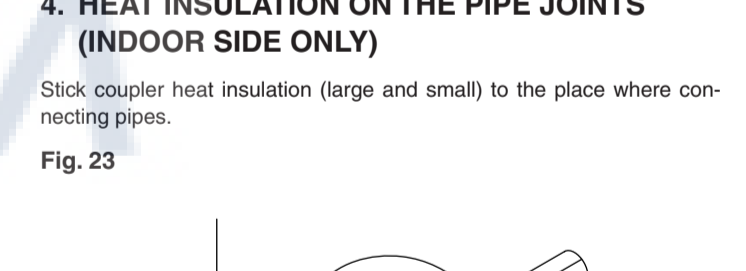 4. HEAT INSULATION ON THE PIPE JOINTS
(INDOOR SIDE ONLY)
Stick coupler heat insulation (large and small) to the place where con-
necting pipes.
Fig. 23